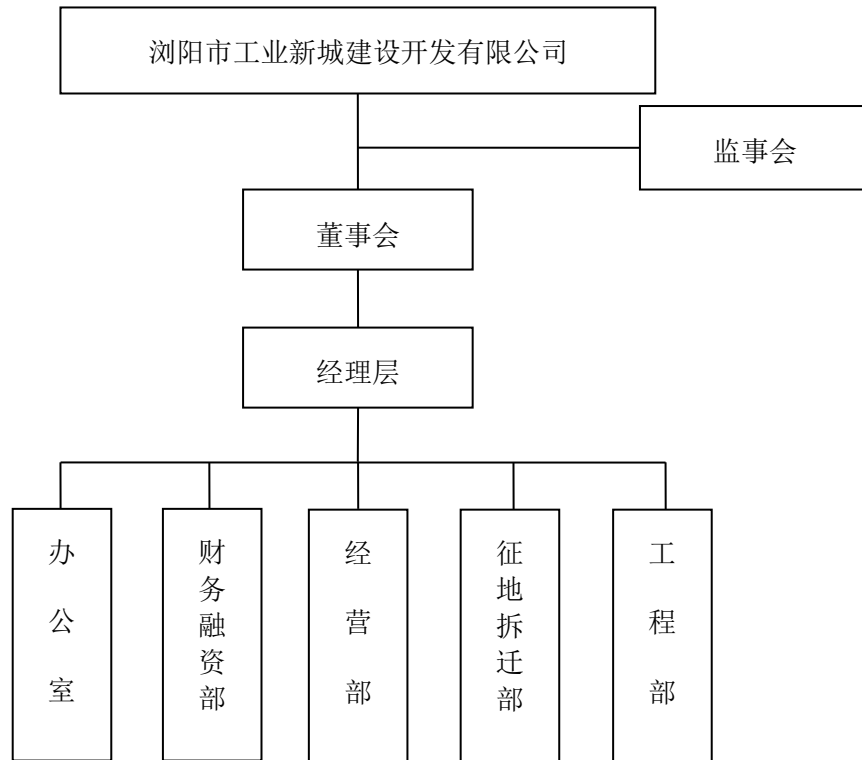 浏阳市工业新城建设开发有限公司
监事会
董事会
经理层
办公室
财务融资部
经营部
征地拆迁部
工程部